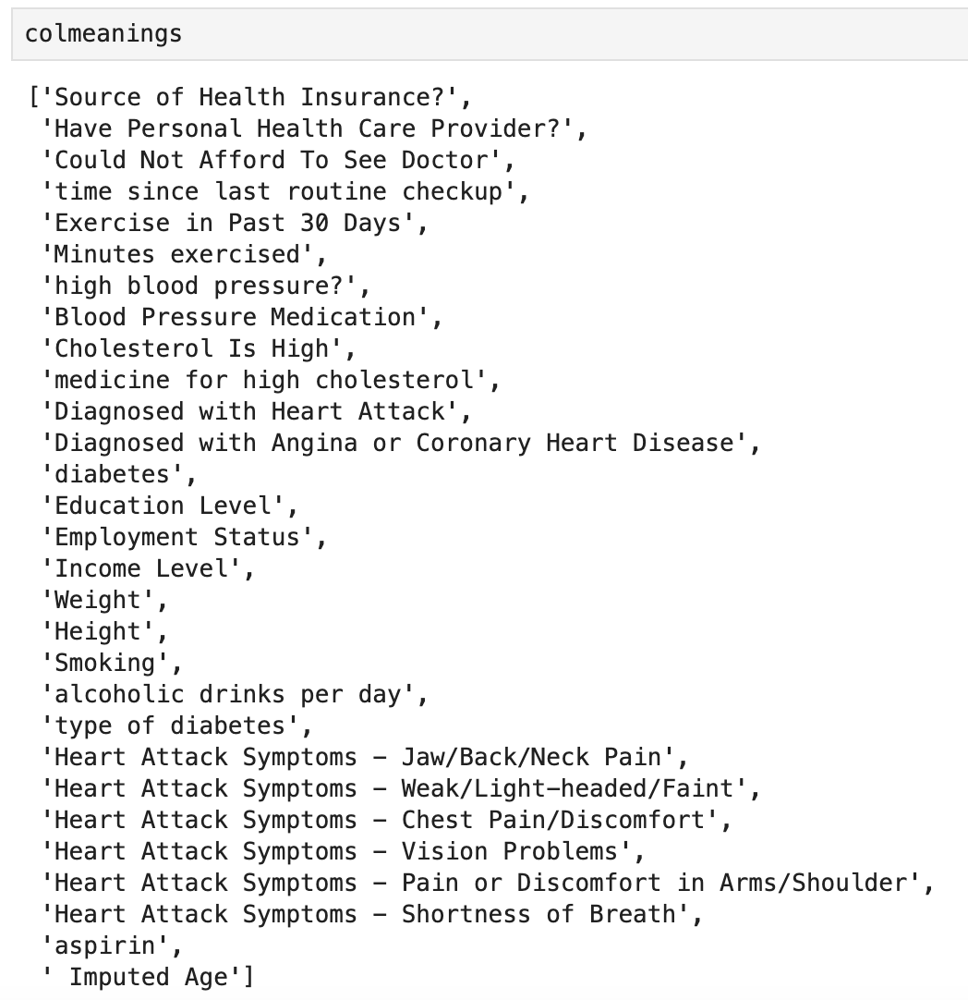 colmeanings
['Source of Health Insurance?',
'Have Personal Health Care Provider?',
'Could Not Afford To See Doctor',
'time since last routine checkup',
'Exercise in Past 30 Days',
'Minutes exercised',
'high blood pressure?',
'Blood Pressure Medication',
'Cholesterol Is High',
'medicine for high cholesterol',
'Diagnosed with Heart Attack',
'Diagnosed with Angina or Coronary Heart Disease',
'diabetes',
'Education Level',
'Employment Status',
'Income Level',
'Weight',
'Height',
'Smoking',
'alcoholic drinks per day',
'type of diabetes',
'Heart Attack Symptoms - Jaw/Back/Neck Pain',
'Heart Attack Symptoms - Weak/Light-headed/Faint',
'Heart Attack Symptoms - Chest Pain/Discomfort',
'Heart Attack Symptoms - Vision Problems',
'Heart Attack Symptoms - Pain or Discomfort in Arms/Shoulder',
'Heart Attack Symptoms - Shortness of Breath',
'aspirin',
' Imputed Age']